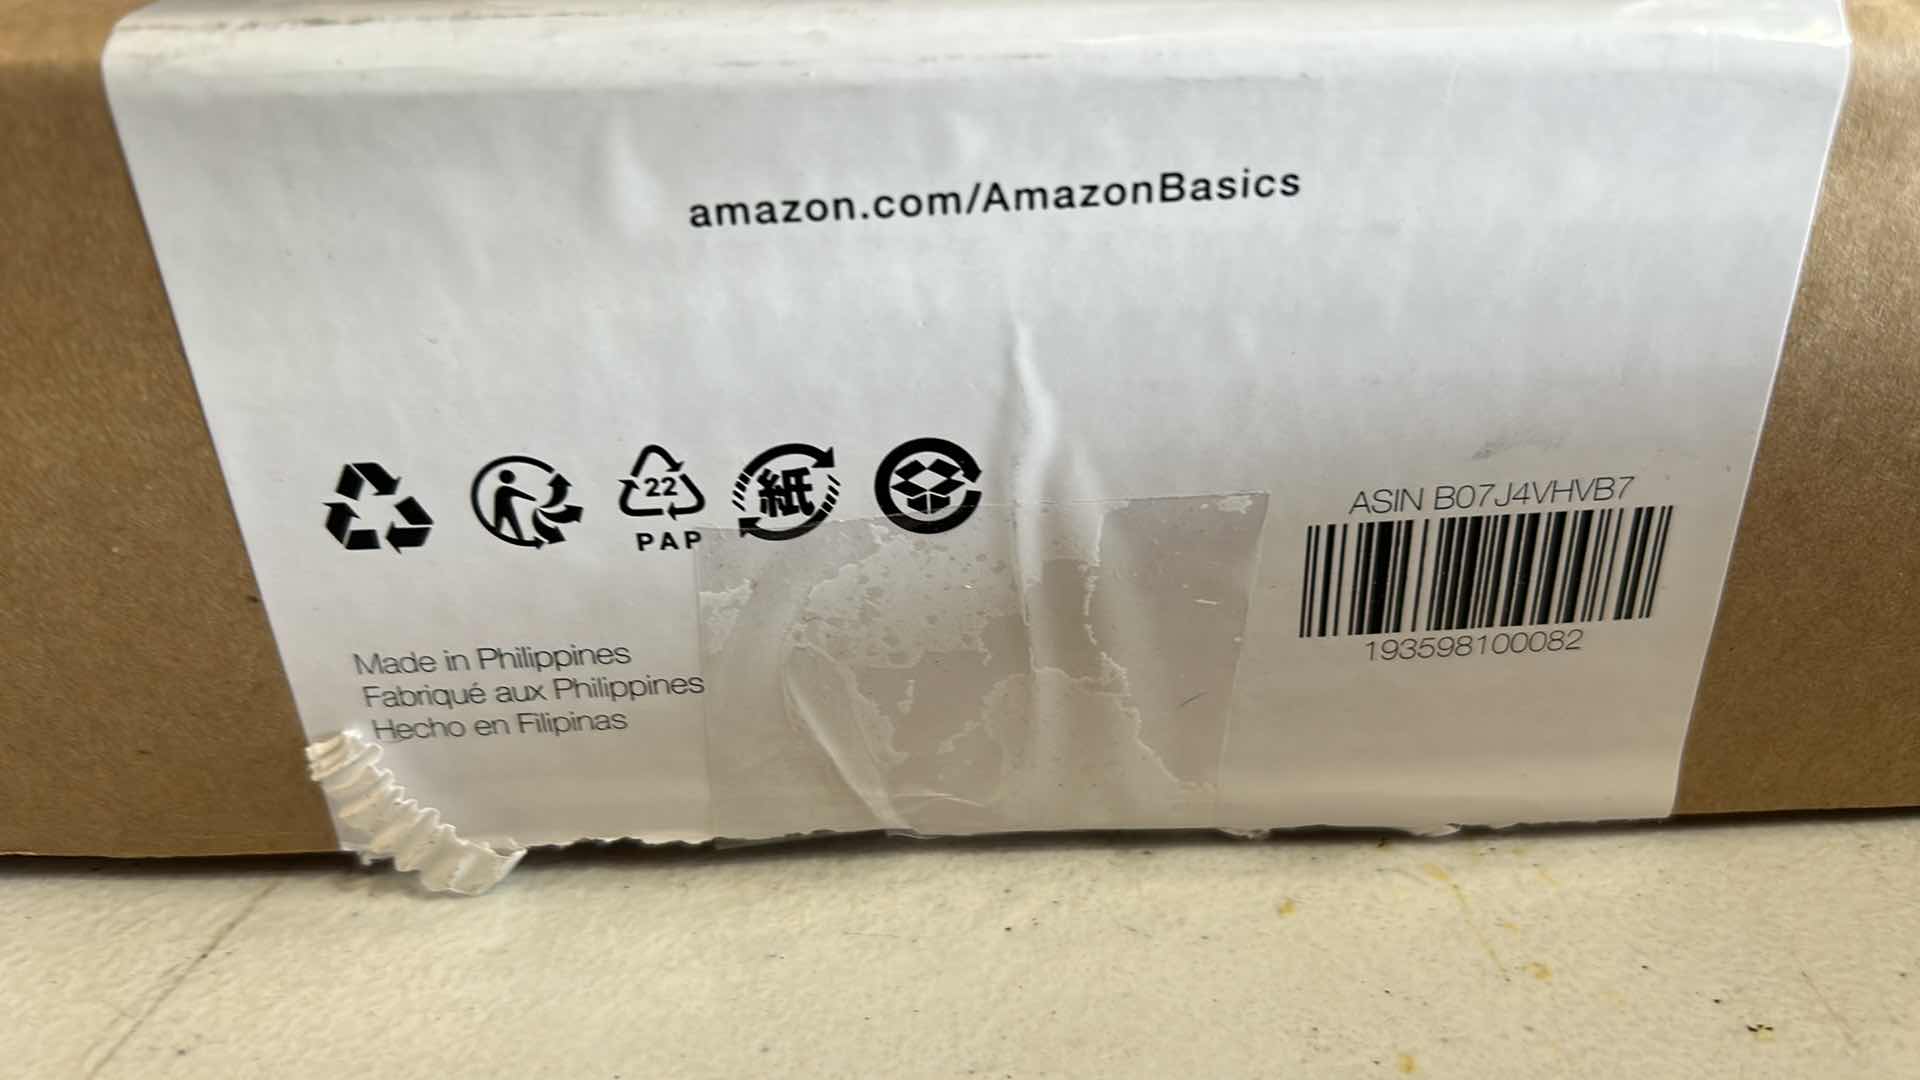 amazon.com/AmazonBasics
22
PAP
紙
ASIN B07J4VHVB7
193598100082
Made in Philippines
Fabriqué aux Philippines
Hecho en Filipinas